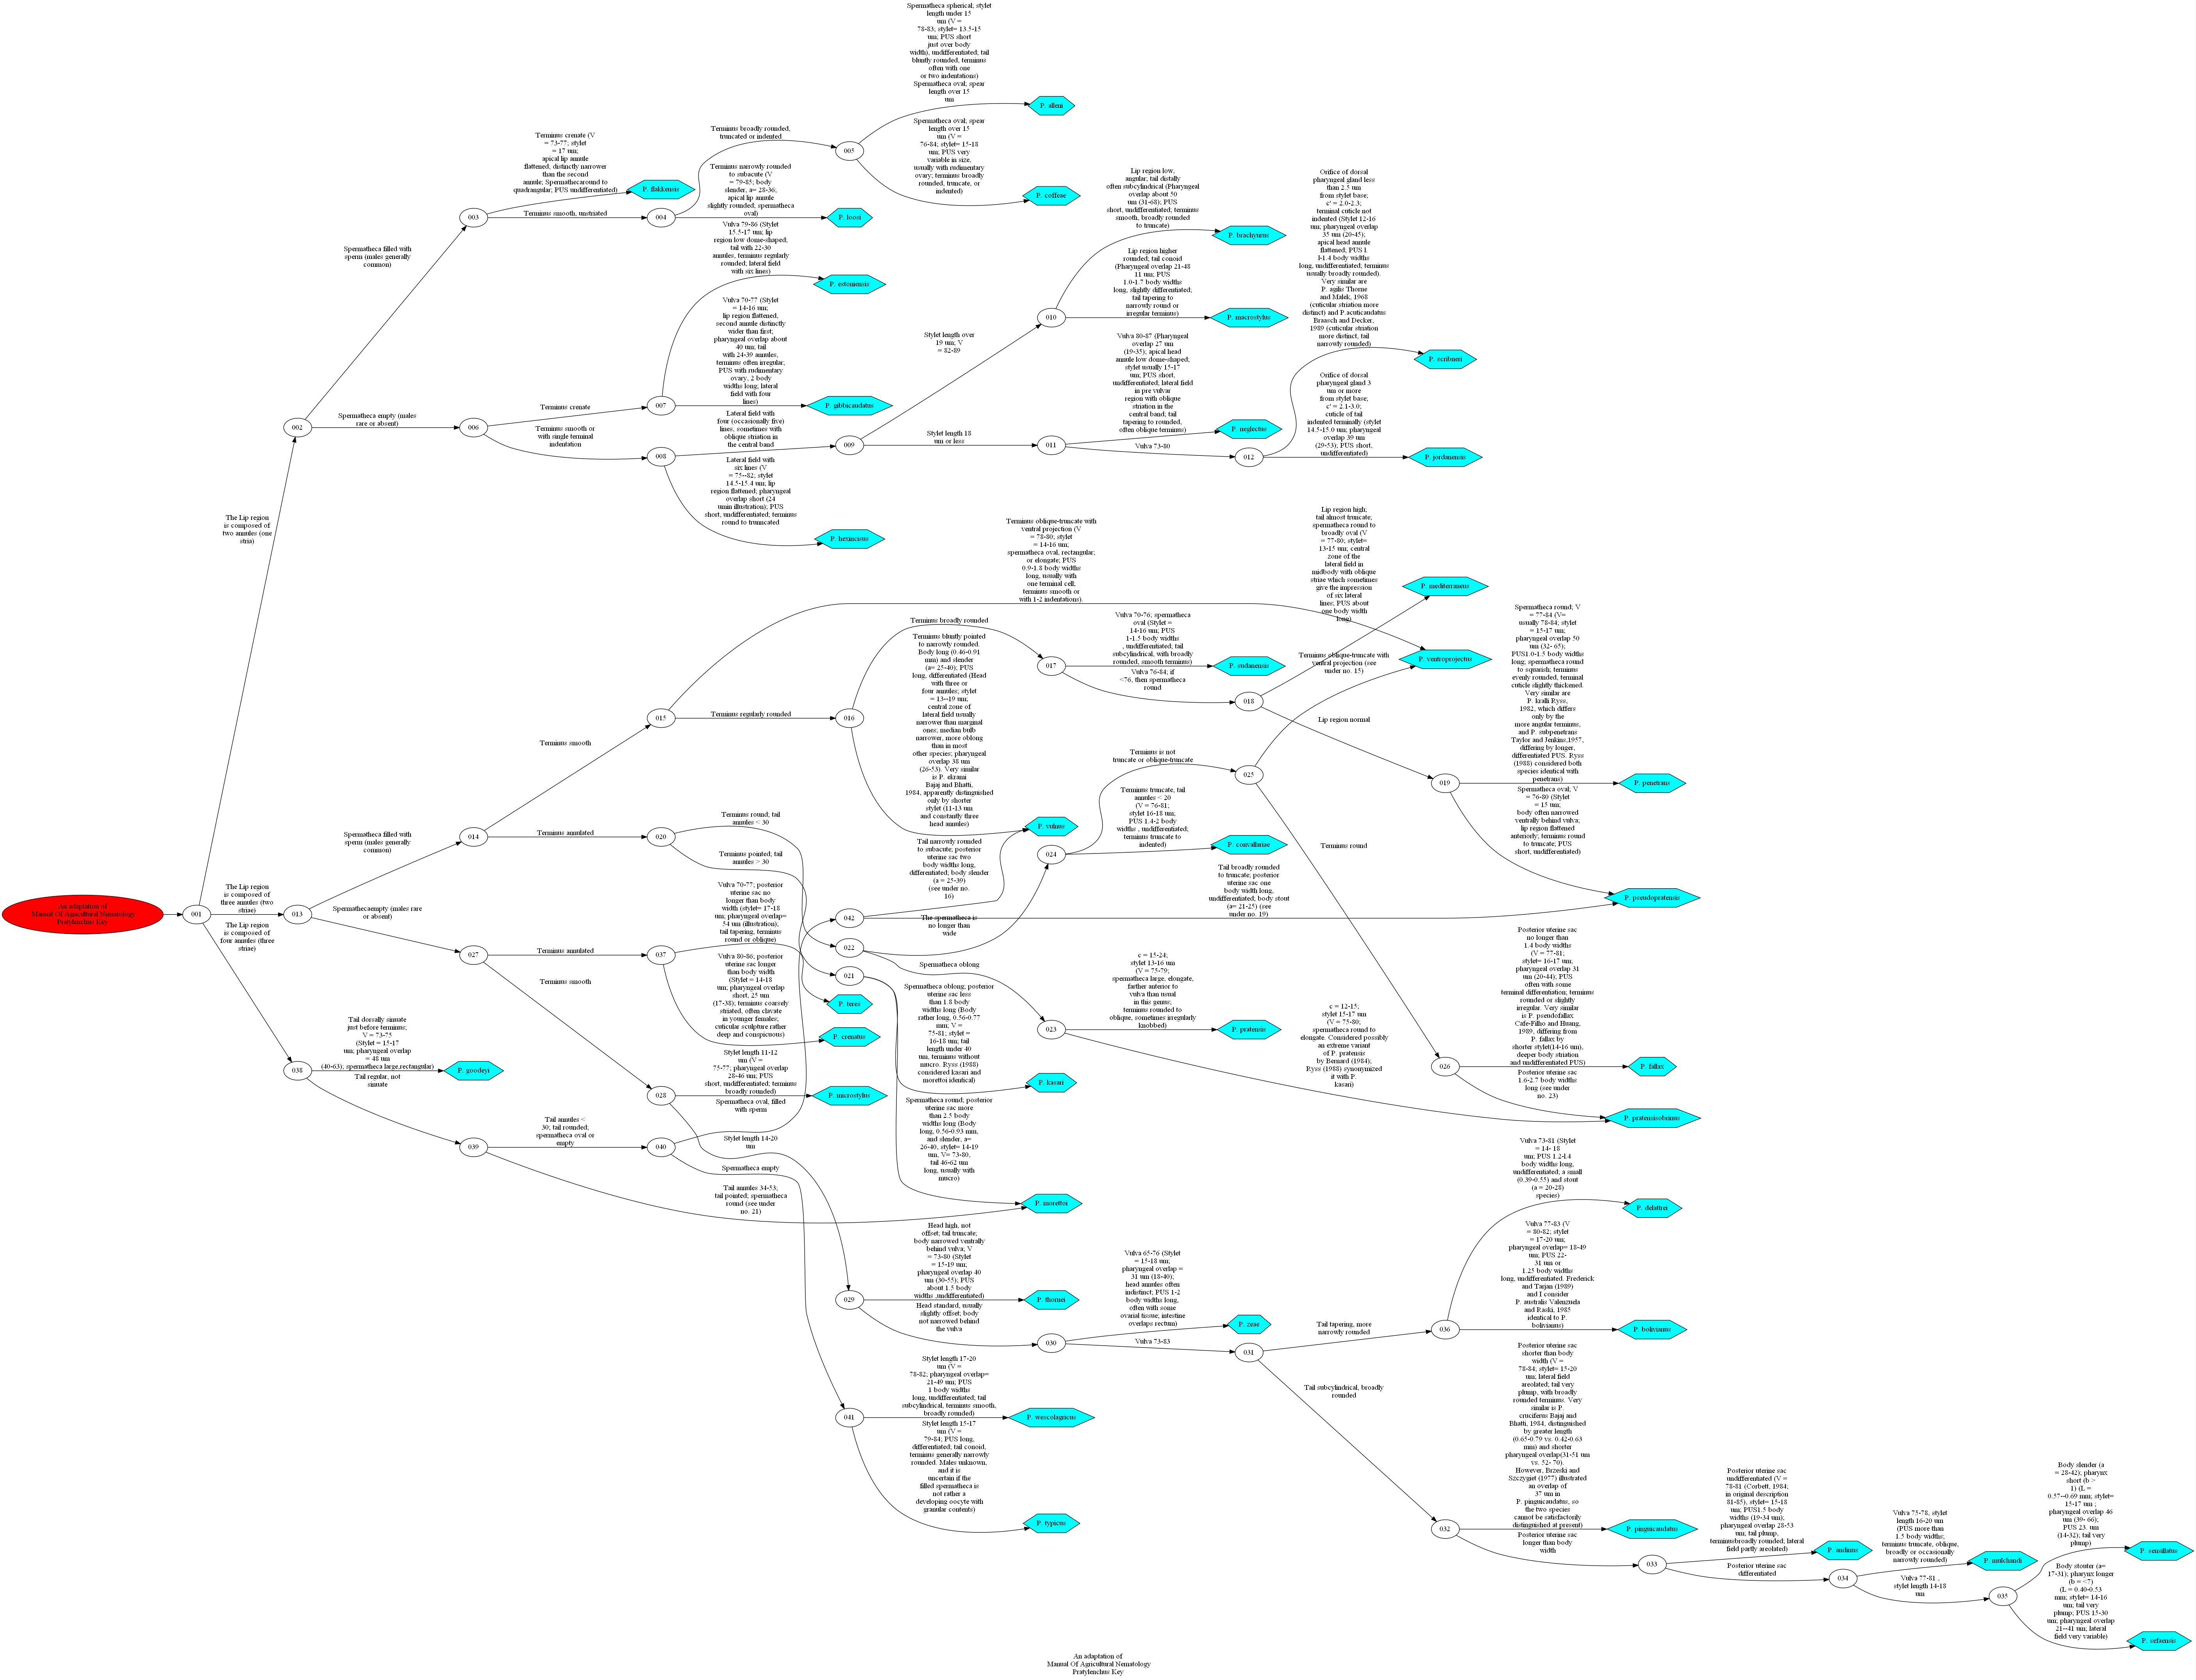 Spermatheca spherical; stylet
length under 15
um (V =
78-83; stylet= 13.5-15
um; PUS short
just over body
width), undifferentiated; tail
bluntly rounded, terminus
often with one
or two indentations)
Spermatheca oval; spear
length over 15
um
P. alleni
Spermatheca oval; spear
length over 15
um (V =
76-84; stylet= 15-18
um; PUS very
variable in size,
usually with rudimentary
ovary; terminus broadly
rounded, truncate, or
indented)
P. coffeae
Terminus broadly rounded,
truncated or indented
005
Terminus crenate (V
= 73-77; stylet
= 17 um;
apical lip annule
flattened, distinctly narrower
than the second
annule; Spermathecaround to
quadrangular; PUS undifferentiated)
P. flakkensis
003
Terminus smooth, unstriated
004
Terminus narrowly rounded
to subacute (V
= 79-85; body
slender, a= 28-36;
apical lip annule
slightly rounded; spermatheca
oval)
P. loosi
Spermatheca filled with
sperm (males generally
common)
Vulva 79-86 (Stylet
15.5-17 um; lip
region low dome-shaped;
tail with 22-30
annules, terminus regularly
rounded; lateral field
with six lines)
P. estoniensis
Vulva 70-77 (Stylet
= 14-16 um;
lip region flattened,
second annule distinctly
wider than first;
pharyngeal overlap about
40 um; tail
with 24-39 annules,
terminus often irregular;
PUS with rudimentary
ovary, 2 body
widths long; lateral
field with four
lines)
P. gibbicaudatus
002
Spermatheca empty (males
rare or absent)
006
Terminus crenate
007
Terminus smooth or
with single terminal
indentation
008
Lateral field with
four (occasionally five)
lines, sometimes with
oblique striation in
the central band
009
Lateral field with
six lines (V
= 75--82; stylet
14.5-15.4 um; lip
region flattened; pharyngeal
overlap short (24
umin illustration); PUS
short, undifferentiated; terminus
round to trunncated
P. hexincisus
Stylet length over
19 um; V
= 82-89
010
Lip region low,
angular; tail distally
often subcylindrical (Pharyngeal
overlap about 50
um (31-68); PUS
short, undifferentiated; terminus
smooth, broadly rounded
to truncate)
P. brachyurus
Lip region higher
rounded; tail conoid
(Pharyngeal overlap 21-48
11 um; PUS
1.0-1.7 body widths
long, slightly differentiated;
tail tapering to
narrowly round or
irregular terminus)
P. macrostylus
Stylet length 18
um or less
011
Vulva 80-87 (Pharyngeal
overlap 27 um
(19-35); apical head
annule low dome-shaped;
stylet usually 15-17
um; PUS short,
undifferentiated; lateral field
in pre vulvar
region with oblique
striation in the
central band; tail
tapering to rounded,
often oblique terminus)
P. neglectus
Vulva 73-80
012
Orifice of dorsal
pharyngeal gland less
than 2.5 um
from stylet base;
c' = 2.0-2.3;
terminal cuticle not
indented (Stylet 12-16
um; pharyngeal overlap
35 um (20-45);
apical head annule
flattened; PUS 1
l-1.4 body widths
long, undifferentiated; terminus
usually broadly rounded).
Very similar are
P. agilis Thorne
and Malek, 1968
(cuticular striation more
distinct) and P.acuticaudatus
Braasch and Decker,
1989 (cuticular striation
more distinct, tail
narrowly rounded)
P. scribneri
Orifice of dorsal
pharyngeal gland 3
um or more
from stylet base;
c' = 2.1-3.0;
cuticle of tail
indented terminally (stylet
14.5-15.0 um; pharyngeal
overlap 39 um
(29-53); PUS short,
undifferentiated)
P. jordanensis
The Lip region
is composed of
two annules (one
stria)
Terminus oblique-truncate with
ventral projection (V
= 78-80; stylet
= 14-16 um;
spermatheca oval, rectangular;
or elongate; PUS
0.9-1.8 body widths
long, usually with
one terminal cell;
terminus smooth or
with 1-2 indentations).
Lip region high;
tail almost truncate;
spermatheca round to
broadly oval (V
= 77-80; stylet=
13-15 um; central
zone of the
lateral field in
midbody with oblique
striae which sometimes
give the impression
of six lateral
lines; PUS about
one body width
long)
P. mediterraneus
Terminus oblique-truncate with
ventral projection (see
under no. 15)
P. ventroprojectus
Terminus broadly rounded
017
Vulva 70-76; spermatheca
oval (Stylet =
14-16 um; PUS
1-1.5 body widths
, undifferentiated; tail
subcylindrical, with broadly
rounded, smooth terminus)
P. sudanensis
Vulva 76-84; if
<76, then spermatheca
round
018
Lip region normal
019
Spermatheca round; V
= 77-84 (V=
usually 78-84; stylet
= 15-17 um;
pharyngeal overlap 50
um (32- 65);
PUS1.0-1.5 body widths
long; spermatheca round
to squarish; terminus
evenly rounded, terminal
cuticle slightly thickened.
Very similar are
P. kralli Ryss,
1982, which differs
only by the
more angular terminus,
and P. subpenetrans
Taylor and Jenkins,1957,
differing by longer,
differentiated PUS. Ryss
(1988) considered both
species identical with
penetrans)
P. penetrans
Spermatheca oval, V
= 76-80 (Stylet
= 15 um;
body often narrowed
ventrally behind vulva;
lip region flattened
anteriorly; terminus round
to truncate; PUS
short, undifferentiated)
P. pseudopratensis
015
Terminus regularly rounded
016
Terminus bluntly pointed
to narrowly rounded.
Body long (0.46-0.91
mm) and slender
(a= 25-40); PUS
long, differentiated (Head
with three or
four annules; stylet
= 13--19 um;
central zone of
lateral field usually
narrower than marginal
ones; median bulb
narrower, more oblong
than in most
other species; pharyngeal
overlap 38 um
(26-53). Very similar
is P. ekrami
Bajaj and Bhatti,
1984, apparently distinguished
only by shorter
stylet (11-13 um
and constantly three
head annules)
P. vulnus
Terminus smooth
014
Terminus annulated
020
Terminus round; tail
annules < 30
Terminus pointed; tail
annules > 30
Tail narrowly rounded
to subacute; posterior
uterine sac two
body widths long,
differentiated; body slender
(a = 25-39)
(see under no.
16)
Terminus is not
truncate or oblique-truncate
025
Terminus truncate, tail
annules < 20
(V = 76-81;
stylet 16-18 um;
PUS 1.4-2 body
widths , undifferentiated;
terminus truncate to
indented)
P. convallariae
024
Terminus round
Tail broadly rounded
to truncate; posterior
uterine sac one
body width long,
undifferentiated; body stout
(a= 21-25) (see
under no. 19)
042
The spermatheca is
no longer than
wide
022
Spermatheca oblong
021
Spermatheca filled with
sperm (males generally
common)
An adaptation of
Manual Of Agricultural Nematology
Pratylenchus Key
001
The Lip region
is composed of
three annules (two
striae)
013
The Lip region
is composed of
four annules (three
striae)
Spermathecaempty (males rare
or absent)
027
Terminus annulated
037
Vulva 70-77; posterior
uterine sac no
longer than body
width (stylet= 17-18
um; pharyngeal overlap=
54 um (illustration);
tail tapering, terminus
round or oblique)
P. teres
Vulva 80-86; posterior
uterine sac longer
than body width
(Stylet = 14-18
um; pharyngeal overlap
short, 25 um
(17-38); terminus coarsely
striated, often clavate
in younger females;
cuticular sculpture rather
deep and conspicuous)
P. crenatus
Terminus smooth
028
Stylet length 11-12
um (V =
75-77; pharyngeal overlap
28-46 um; PUS
short, undifferentiated; terminus
broadly rounded)
P. microstylus
Spermatheca oblong; posterior
uterine sac less
than 1.8 body
widths long (Body
rather long, 0.56-0.77
mm; V =
75-81; stylet =
16-18 um; tail
length under 40
um, terminus without
mucro. Ryss (1988)
considered kasari and
morettoi identical)
P. kasari
c = 15-24;
stylet 13-16 um
(V = 75-79;
spermatheca large, elongate,
farther anterior to
vulva than usual
in this genus;
terminus rounded to
oblique, sometimes irregularly
knobbed)
P. pratensis
023
c = 12-15;
stylet 15-17 um
(V = 75-80;
spermatheca round to
elongate. Considered possibly
an extreme variant
of P. pratensis
by Bernard (1984);
Ryss (1988) synonymized
it with P.
kasari)
Posterior uterine sac
no longer than
1.4 body widths
(V = 77-81;
stylet= 16-17 um;
pharyngeal overlap 31
um (20-44); PUS
often with some
terminal differentiation; terminus
rounded or slightly
irregular. Very similar
is P. pseudofallax
Cafe-Filho and Huang,
1989, differing from
P. fallax by
shorter stylet(14-16 um),
deeper body striation
and undifferentiated PUS)
026
P. fallax
Posterior uterine sac
1.6-2.7 body widths
long (see under
no. 23)
P. pratensisobrinus
Tail dorsally sinuate
just before terminus;
V = 73-75
(Stylet = 15-17
um; pharyngeal overlap
= 48 um
(40-63); spermatheca large,rectangular)
P. goodeyi
038
Tail regular, not
sinuate
039
Tail annules <
30; tail rounded;
spermatheca oval or
empty
040
Spermatheca oval, filled
with sperm
Stylet length 14-20
um
Spermatheca empty
Tail annules 34-53;
tail pointed; spermatheca
round (see under
no. 21)
Spermatheca round; posterior
uterine sac more
than 2.5 body
widths long (Body
long, 0.56-0.93 mm,
and slender, a=
26-40, stylet= 14-19
um, V= 73-80,
tail 46-62 um
long, usually with
mucro)
P. morettoi
Head high, not
offset; tail truncate;
body narrowed ventrally
behind vulva; V
= 73-80 (Stylet
= 15-19 um;
pharyngeal overlap 40
um (30-55); PUS
about 1.5 body
widths ,undifferentiated)
029
P. thornei
Head standard, usually
slightly offset; body
not narrowed behind
the vulva
030
Vulva 65-76 (Stylet
= 15-18 um;
pharyngeal overlap =
31 um (18-40);
head annules often
indistinct; PUS 1-2
body widths long,
often with some
ovarial tissue; intestine
overlaps rectum)
P. zeae
Vulva 73-83
031
Tail tapering, more
narrowly rounded
036
Vulva 73-81 (Stylet
= 14- 18
um; PUS 1.2-l4
body widths long,
undifferentiated; a small
(0.39-0.55) and stout
(a = 20-28)
species)
P. delattrei
Vulva 77-83 (V
= 80-82; stylet
= 17-20 um;
pharyngeal overlap= 18-49
um; PUS 22-
31 um or
1.25 body widths
long, undifferentiated. Frederick
and Tarjan (1989)
and I consider
P. australis Valenzuela
and Raski, 1985
identical to P.
bolivianus)
P. bolivianus
Tail subcylindrical, broadly
rounded
Stylet length 17-20
um (V =
78-82; pharyngeal overlap=
21-49 um; PUS
1 body widths
long, undifferentiated; tail
subcylindrical, terminus smooth,
broadly rounded)
041
P. wescolagricus
Stylet length 15-17
um (V =
79-84; PUS long,
differentiated; tail conoid,
terminus generally narrowly
rounded. Males unknown,
and it is
uncertain if the
filled spermatheca is
not rather a
developing oocyte with
granular contents)
P. typicus
Posterior uterine sac
shorter than body
width (V =
78-84; stylet= 15-20
um; lateral field
areolated; tail very
plump, with broadly
rounded terminus. Very
similar is P.
cruciferus Bajaj and
Bhatti, 1984, distinguished
by greater length
(0.65-0.79 vs. 0.42-0.63
mm) and shorter
pharyngeal overlap(31-51 um
vs. 52- 70).
However, Brzeski and
Szczygiet (1977) illustrated
an overlap of
37 um in
P. pinguicaudatus, so
the two species
cannot be satisfactorily
distinguished at present)
032
P. pinguicaudatus
Posterior uterine sac
longer than body
width
033
Posterior uterine sac
undifferentiated (V =
78-81 (Corbett, 1984;
in original description
81-85), stylet= 15-18
um; PUS1.5 body
widths (19-34 um);
pharyngeal overlap 28-53
um; tail plump,
terminusbroadly rounded; lateral
field partly areolated)
P. andinus
Posterior uterine sac
differentiated
034
Vulva 75-78, stylet
length 16-20 um
(PUS more than
1.5 body widths;
terminus truncate, oblique,
broadly or occasionally
narrowly rounded)
P. mulchandi
Vulva 77-81 ,
stylet length 14-18
um
035
Body slender (a
= 28-42); pharynx
short (b >
1) (L =
0.57--0.69 mm; stylet=
15-17 um ;
pharyngeal overlap 46
um (39- 66);
PUS 23. um
(14-32); tail very
plump)
P. sensillatus
Body stouter (a=
17-31); pharynx longer
(b = <7)
(L = 0.40-0.53
mm; stylet= 14-16
um; tail very
plump; PUS 15-30
um; pharyngeal overlap
21--41 um; lateral
field very variable)
P. sefaensis
An adaptation of
Manual Of Agricultural Nematology
Pratylenchus Key